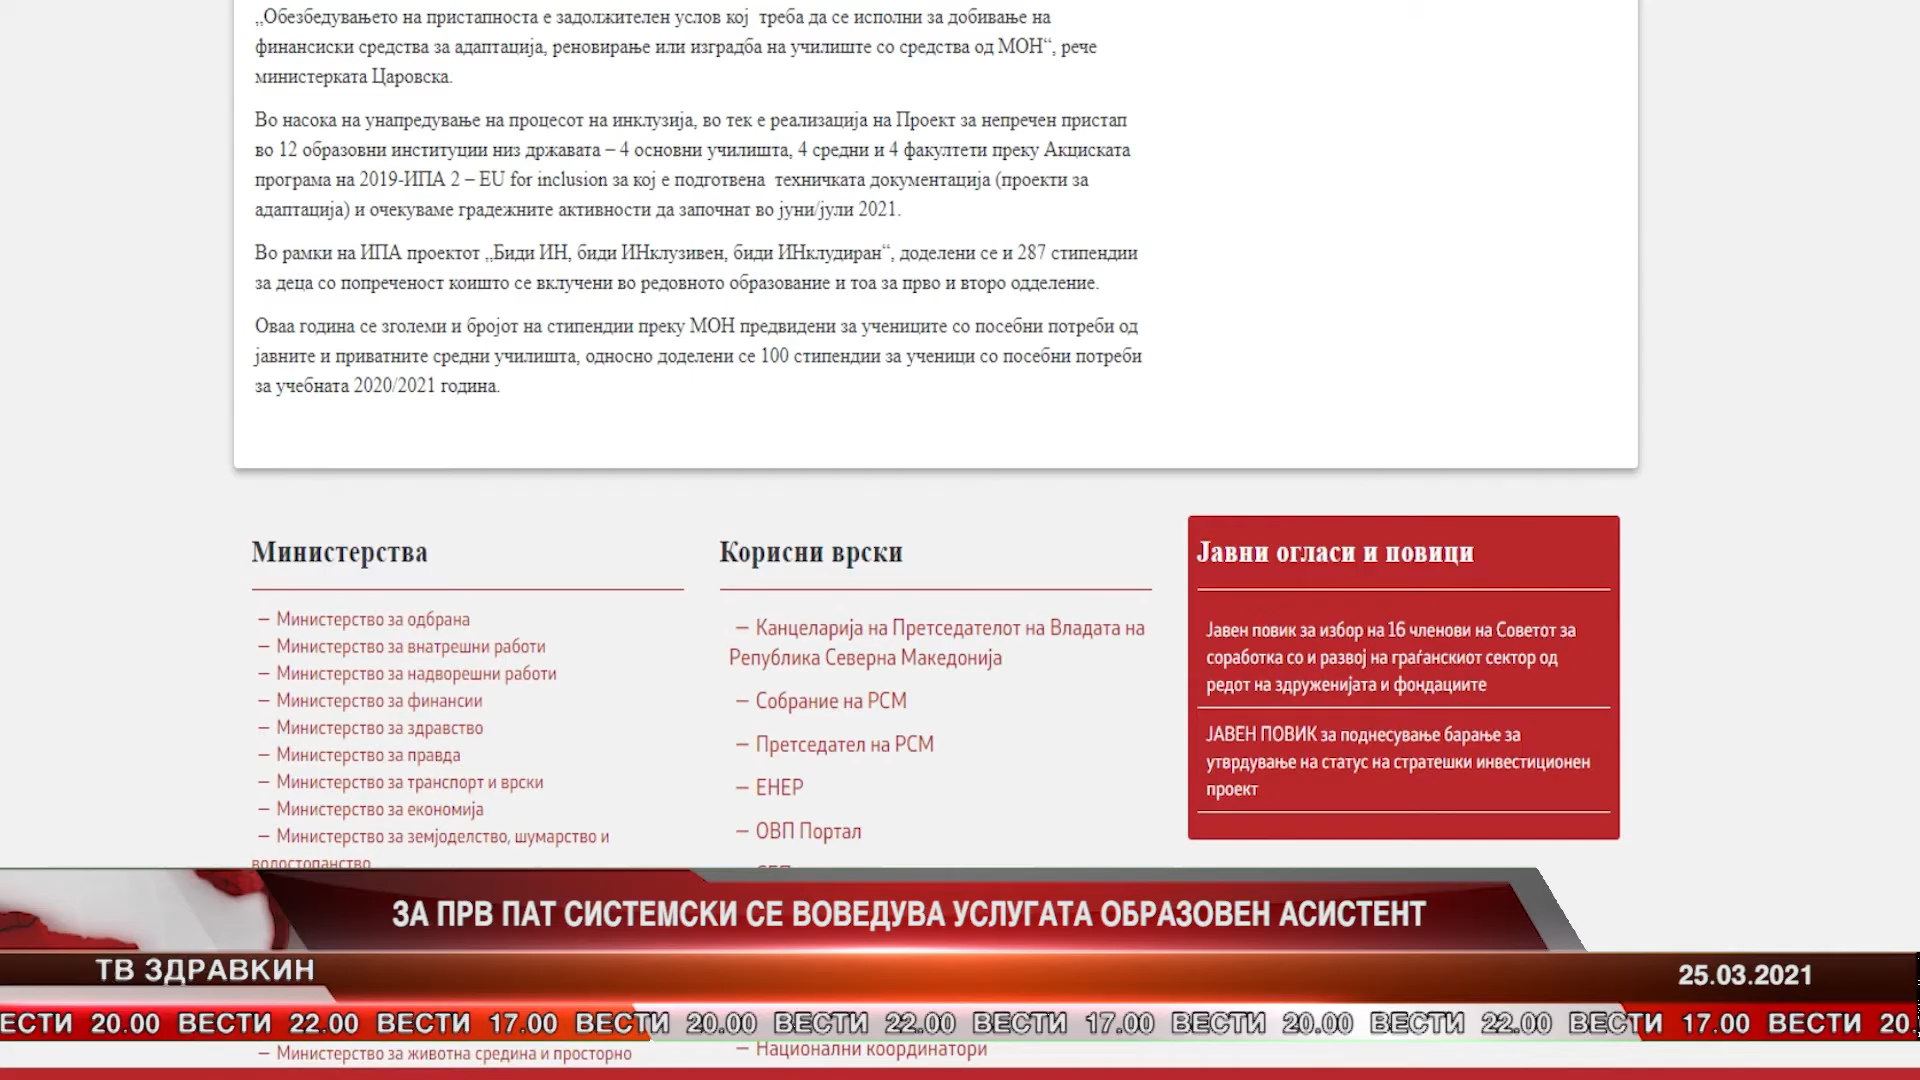 „Обезбедувањето на пристапноста е задолжителен услов кој треба да се исполни за добивање на
финансиски средства за адаптација, реновирање или изградба на училиште со средства од МОН“, рече
министерката Царовска.
Во насока на унапредување на процесот на инклузија, во тек е реализација на Проект за непречен пристап
во 12 образовни институции низ државата – 4 основни училишта, 4 средни и 4 факултети преку Акциската
програма на 2019-ИПА 2 – EU for inclusion за кој е подготвена техничката документација (проекти за
адаптација) и очекуваме градежните активности да започнат во јуни/јули 2021.
Во рамки на ИПА проектот „Биди ИН, биди ИНклузивен, биди ИНклудиран“, доделени се и 287 стипендии
за деца со попреченост коишто се вклучени во редовното образование и тоа за прво и второ одделение.
Оваа година се зголеми и бројот на стипендии преку МОН предвидени за учениците со посебни потреби од
јавните и приватните средни училишта, односно доделени се 100 стипендии за ученици со посебни потреби
за учебната 2020/2021 година.
Министерства
– Министерство за одбрана
– Министерство за внатрешни работи
– Министерство за надворешни работи
– Министерство за финансии
– Министерство за здравство
– Министерство за правда
– Министерство за транспорт и врски
– Министерство за економија
– Министерство за земјоделство, шумарство и
водостопанство
– Министерство за животна средина и просторно
Корисни врски
– Канцеларија на Претседателот на Владата на
Република Северна Македонија
– Собрание на РСМ
– Претседател на РСМ
– ЕНЕР
– ОВП Портал
– Национални координатори
Јавни огласи и повици
Јавен повик за избор на 16 членови на Советот за
соработка со и развој на граѓанскиот сектор од
редот на здруженијата и фондациите
ЈАВЕН ПОВИК за поднесување барање за
утврдување на статус на стратешки инвестиционен
проект
ЗА ПРВ ПАТ СИСТЕМСКИ СЕ ВОВЕДУВА УСЛУГАТА ОБРАЗОВЕН АСИСТЕНТ
ТВ ЗДРАВКИН
25.03.2021
ЕСТИ 20.00 ВЕСТИ 22.00 ВЕСТИ 17.00 ВЕСТИ 20.00 ВЕСТИ 22.00 ВЕСТИ 17.00 ВЕСТИ 20.00 ВЕСТИ 22.00 ВЕСТИ 17.00 ВЕСТИ 20.